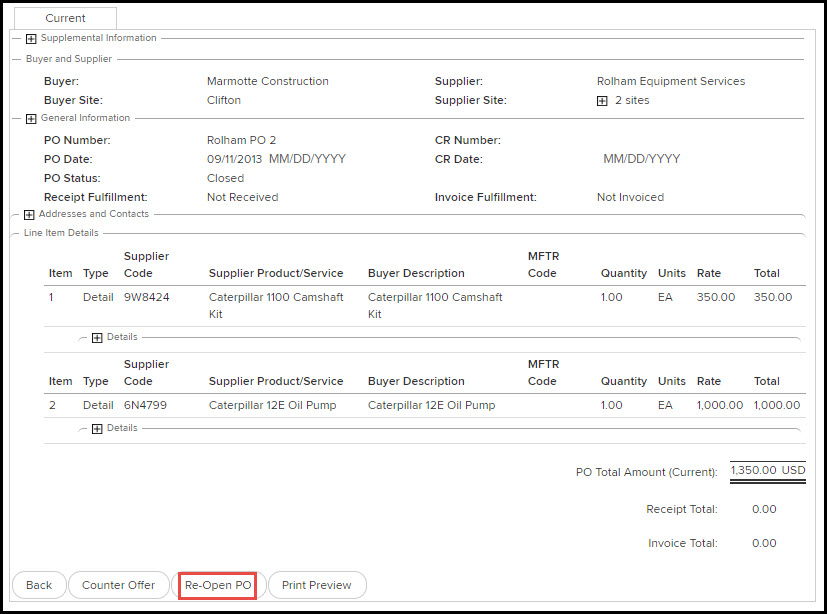 Current
Supplemental Information
Buyer and Supplier
Buyer: Marmotte Construction Supplier: Rolham Equipment Services
Buyer Site: Clifton Supplier Site: 2 sites
General Information
PO Number: Rolham PO 2 CR Number:
PO Date: 09/11/2013 MM/DD/YYYY CR Date: MM/DD/YYYY
PO Status: Closed
Receipt Fulfillment: Not Received Invoice Fulfillment: Not Invoiced
Addresses and Contacts
Line Item Details
Supplier MFTR
Item Type Code Supplier Product/Service Buyer Description Code Quantity Units Rate Total
1 Detail 9W8424 Caterpillar 1100 Camshaft Caterpillar 1100 Camshaft 1.00 EA 350.00 350.00
Kit Kit
Details
Supplier MFTR
Item Type Code Supplier Product/Service Buyer Description Code Quantity Units Rate Total
2 Detail 6N4799 Caterpillar 12E Oil Pump Caterpillar 12E Oil Pump 1.00 EA 1,000.00 1,000.00
Details
PO Total Amount (Current): 1,350.00 USD
Receipt Total: 0.00
Invoice Total: 0.00
Back Counter Offer Re-Open PO Print Preview